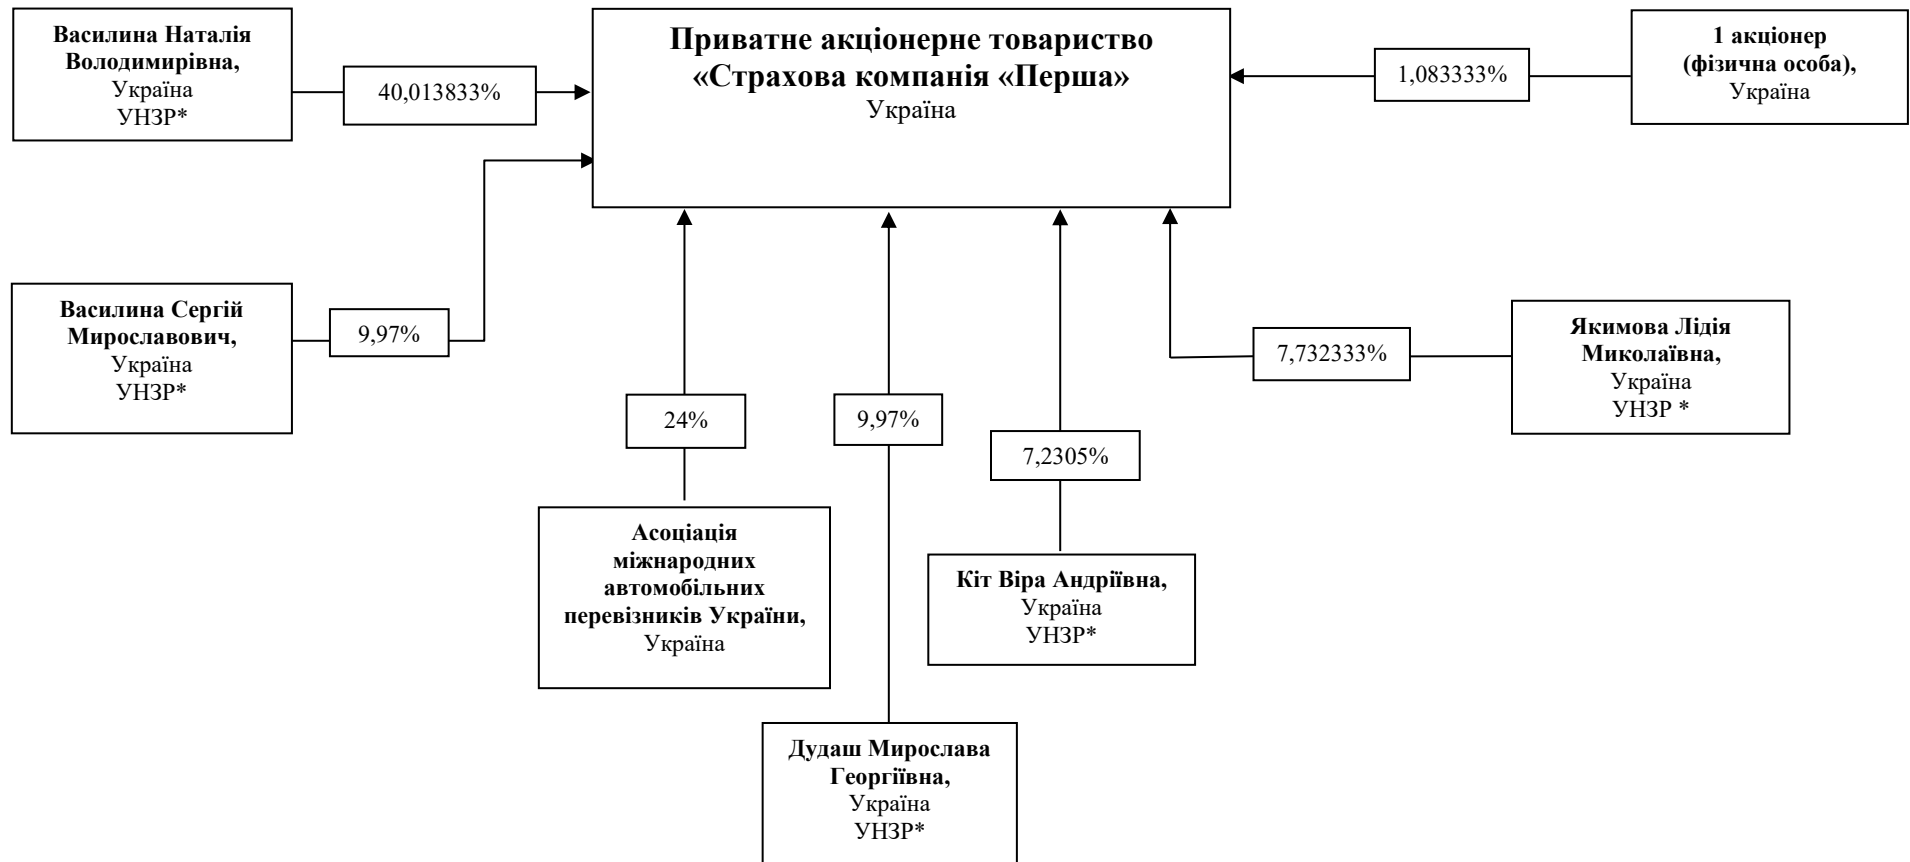 Василина Наталія
Володимирівна,
Україна
УНЗР*
40,013833%
Приватне акціонерне товариство
«Страхова компанія «Перша»
Україна
1,083333%
1 акціонер
(фізична особа),
Україна
Василина Сергій
Мирославович,
Україна
УНЗР*
9,97%
24%
9,97%
7,2305%
7,732333%
Якимова Лідія
Миколаївна,
Україна
УНЗР *
Асоціація
міжнародних
автомобільних
перевізників України,
Україна
Кіт Віра Андріївна,
Україна
УНЗР*
Дудаш Мирослава
Георгіївна,
Україна
УНЗР*